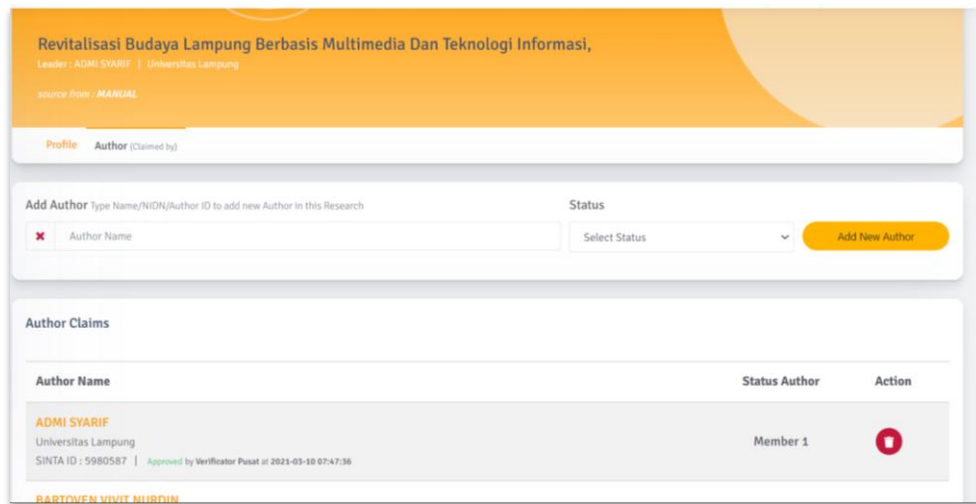 Revitalisasi Budaya Lampung Berbasis Multimedia Dan Teknologi Informasi,
Leader : ADMI SYARIF | Universitas Lampung
source from : MANUAL
Profile Author (Claimed by)
Add Author Type Name/NIDN/Author ID to add new Author in this Research
Status
Author Name
Select Status
Add New Author
Author Claims
Author Name Status Author Action
ADMI SYARIF
Universitas Lampung
SINTA ID : 5980587 | Approved by Verificator Pusat at 2021-03-10 07:47:36
Member 1
BARTOVEN VIVIT NURDIN